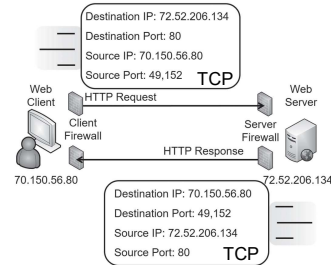 Destination IP: 72.52.206.134
Destination Port: 80
Source IP: 70.150.56.80
Source Port: 49,152
TCP
Web
Client
HTTP Request
Web
Server
Client
Firewall
Server
Firewall
HTTP Response
70.150.56.80
72.52.206.134
Destination IP: 70.150.56.80
Destination Port: 49,152
Source IP: 72.52.206.134
Source Port: 80
TCP